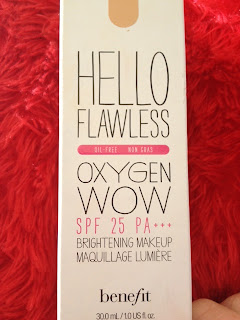 HELLO
FLAWLESS
OIL-FREE NON GRAS
OXYGEN
WOW
SPF 25 PA+++
BRIGHTENING MAKEUP
MAQUILLAGE LUMIÈRE
benefit
30.0 mL / 1.0 US fl. oz.